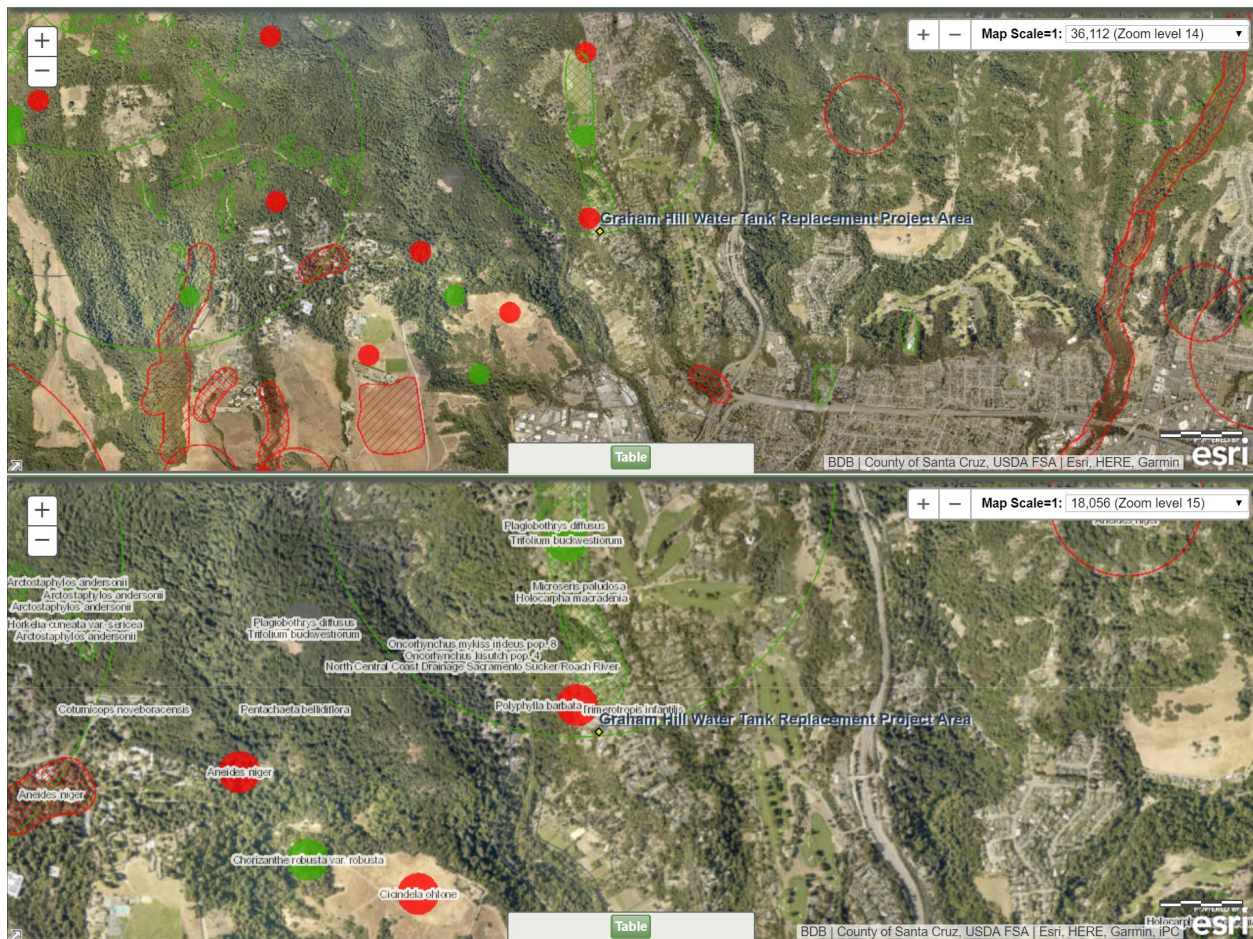 +
−
+ − Map Scale=1: 36,112 (Zoom level 14)
Graham Hill Water Tank Replacement Project Area
Table
BDB | County of Santa Cruz, USDA FSA | Esri, HERE, Garmin
POWERED BY
esri
+
−
+ − Map Scale=1: 18,056 (Zoom level 15)
Aneides niger
Plagiobothrys diffusus
Trifolium buckwestiorum
Arctostaphylos andersonii
Arctostaphylos andersonii
Arctostaphylos andersonii
Microseris paludosa
Holocarpha macradenia
Horkelia cuneata var. sericea
Arctostaphylos andersonii
Plagiobothrys diffusus
Trifolium buckwestiorum
Oncorhynchus mykiss irideus pop. 8
Oncorhynchus kisutch pop. 4
North Central Coast Drainage Sacramento Sucker/Roach River
Coturnicops noveboracensis
Pentachaeta bellidiflora
Polyphylla barbata
Trimerotropis infantilis
Graham Hill Water Tank Replacement Project Area
Aneides niger
Aneides niger
Chorizanthe robusta var. robusta
Cicindela ohlone
Table
BDB | County of Santa Cruz, USDA FSA | Esri, HERE, Garmin, iPC
POWERED BY
esri